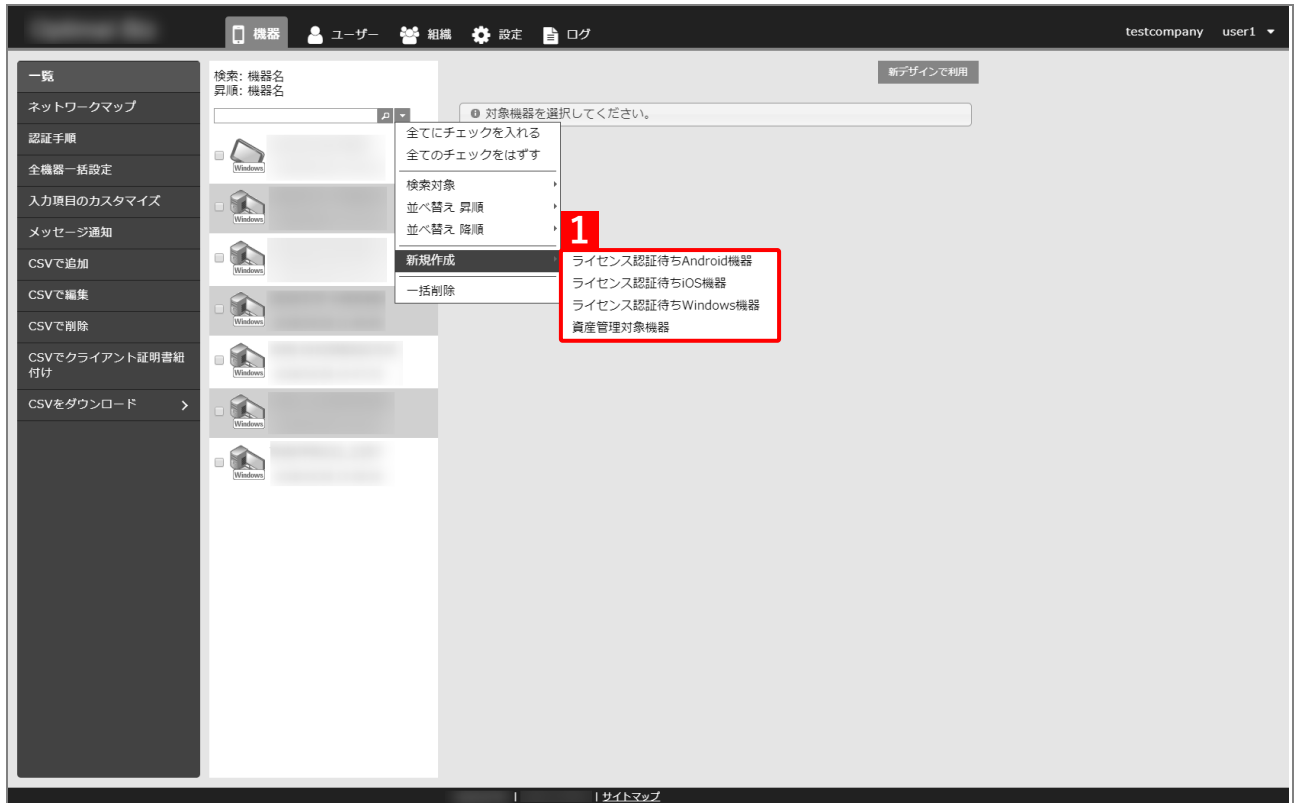 機器
ユーザー
組織
設定
ログ
testcompany user1
一覧
ネットワークマップ
認証手順
全機器一括設定
入力項目のカスタマイズ
メッセージ通知
CSVで追加
CSVで編集
CSVで削除
CSVでクライアント証明書紐
付け
CSVをダウンロード
検索: 機器名
昇順: 機器名
Windows
Windows
Windows
Windows
Windows
Windows
Windows
全てにチェックを入れる
全てのチェックをはずす
検索対象
並べ替え 昇順
並べ替え 降順
新規作成
一括削除
1
ライセンス認証待ちAndroid機器
ライセンス認証待ちiOS機器
ライセンス認証待ちWindows機器
資産管理対象機器
新デザインで利用
対象機器を選択してください。
| | サイトマップ